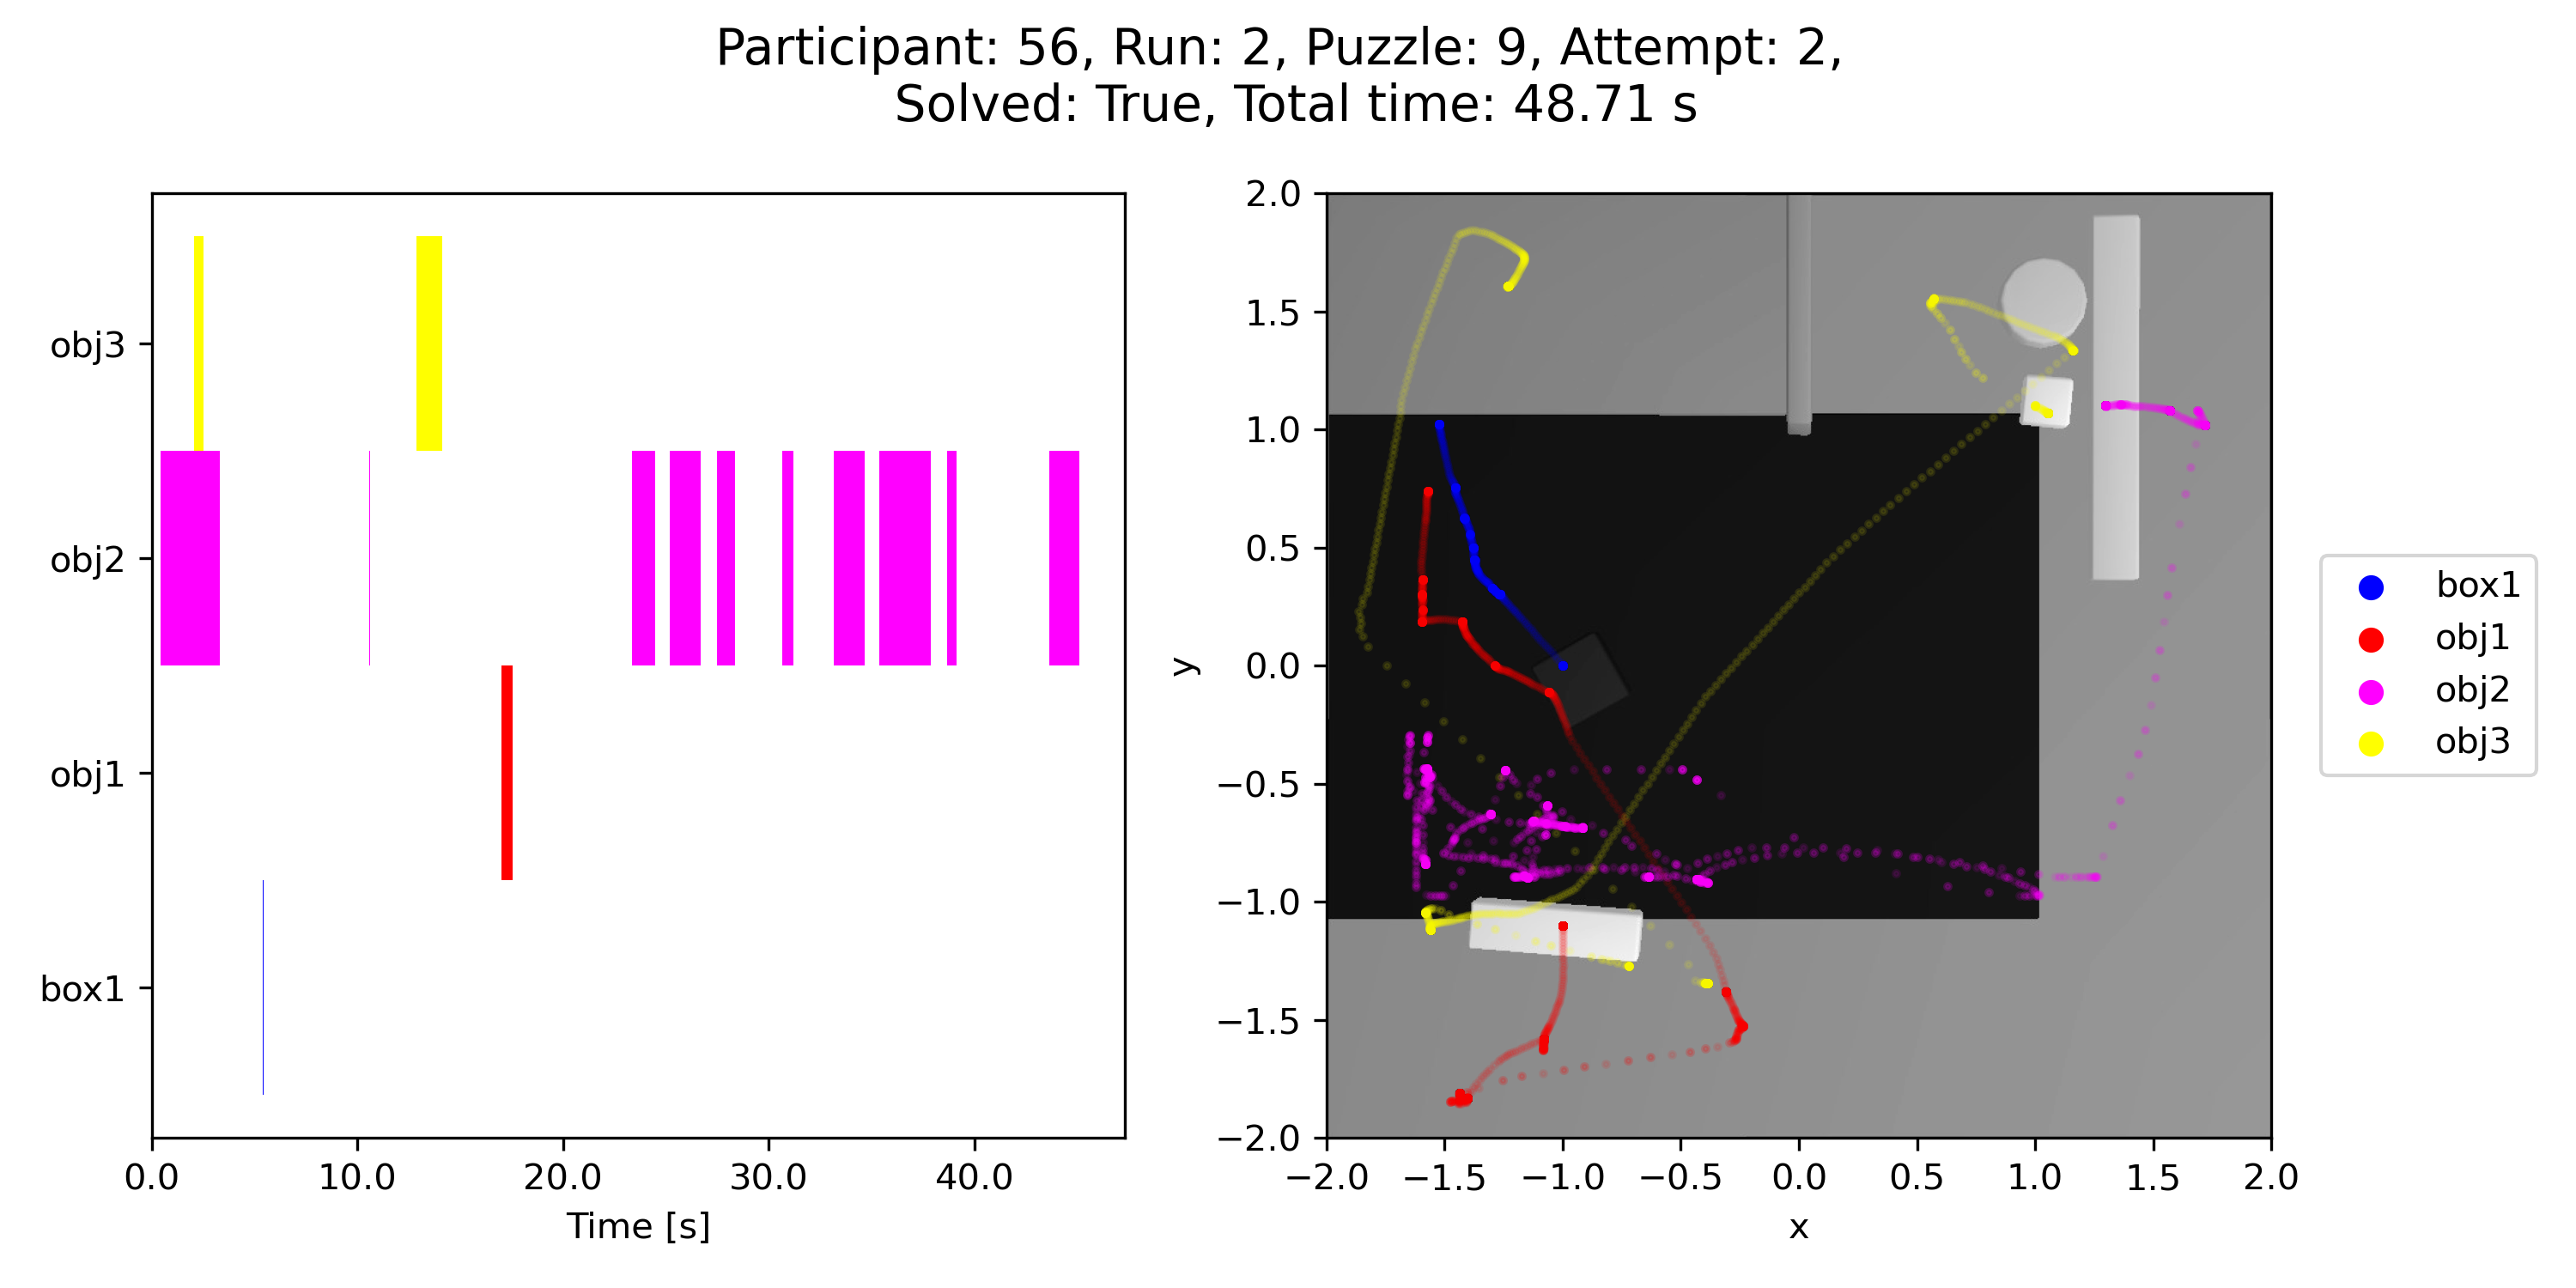 Participant: 56, Run: 2, Puzzle: 9, Attempt: 2,
Solved: True, Total time: 48.71 s
obj3
obj2
obj1
box1
0.0 10.0 20.0 30.0 40.0
Time [s]
2.0
1.5
1.0
0.5
0.0
−0.5
−1.0
−1.5
−2.0
y
−2.0 −1.5 −1.0 −0.5 0.0 0.5 1.0 1.5 2.0
x
box1
obj1
obj2
obj3